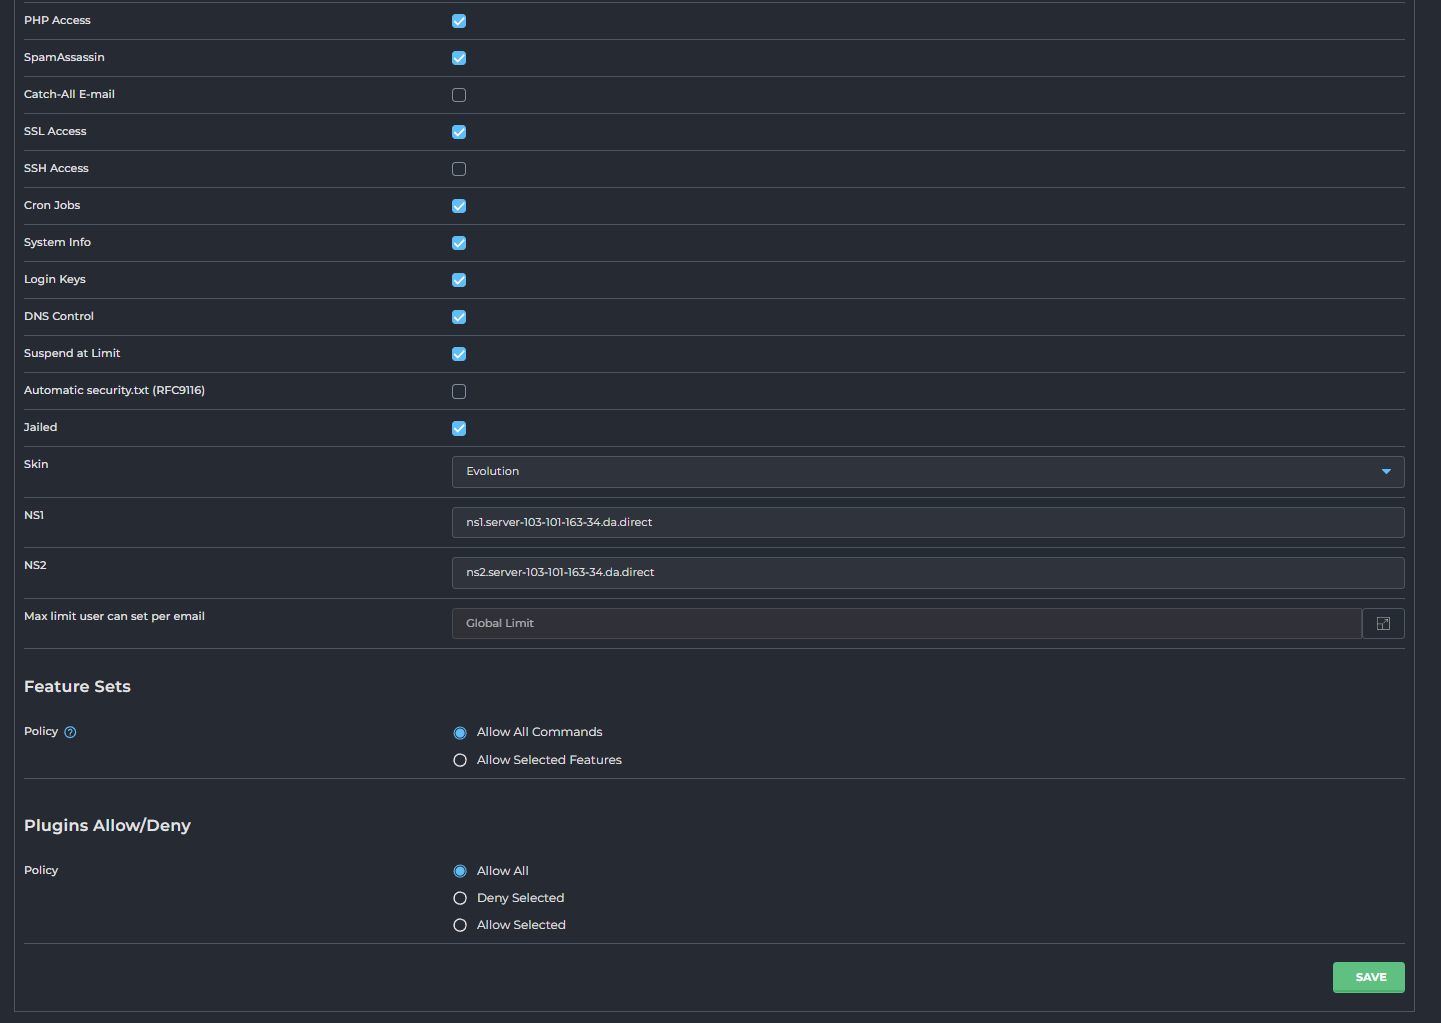 PHP Access
SpamAssassin
Catch-All E-mail
SSL Access
SSH Access
Cron Jobs
System Info
Login Keys
DNS Control
Suspend at Limit
Automatic security.txt (RFC9116)
Jailed
Skin
Evolution
NS1
ns1.server-103-101-163-34.da.direct
NS2
ns2.server-103-101-163-34.da.direct
Max limit user can set per email
Global Limit
Feature Sets
Policy ?
Allow All Commands
Allow Selected Features
Plugins Allow/Deny
Policy
Allow All
Deny Selected
Allow Selected
SAVE